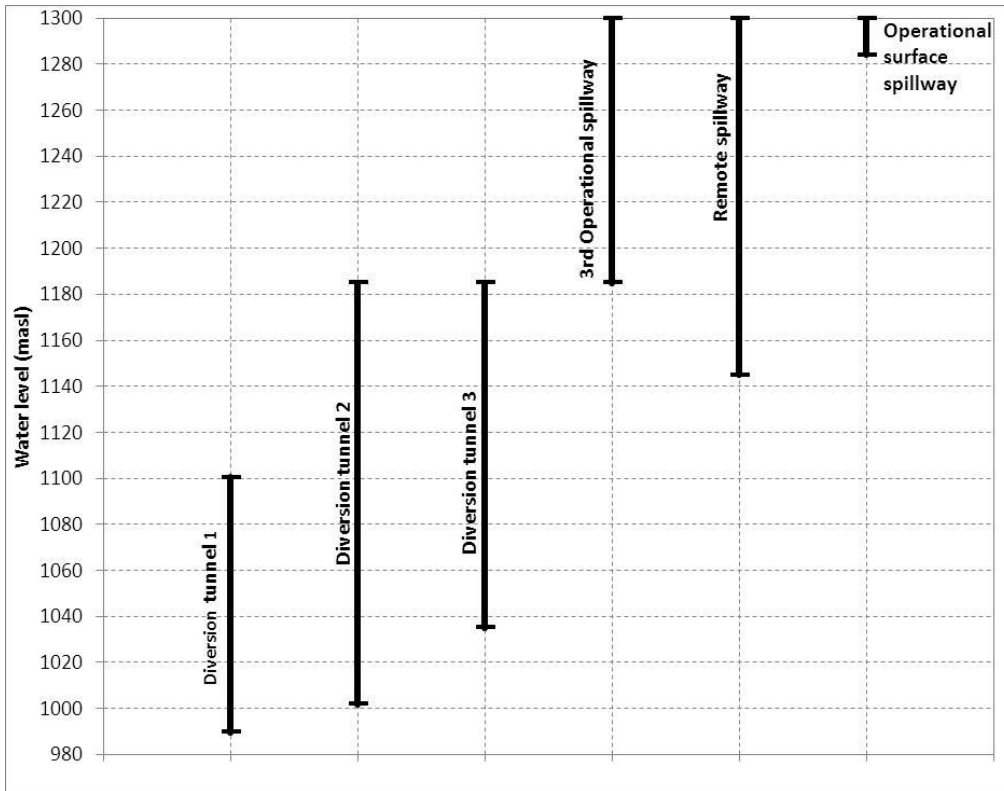 1300
1280
1260
1240
1220
1200
1180
1160
1140
1120
1100
1080
1060
1040
1020
1000
980
Water level (masl)
Diversion tunnel 1
Diversion tunnel 2
Diversion tunnel 3
3rd Operational spillway
Remote spillway
Operational
surface
spillway